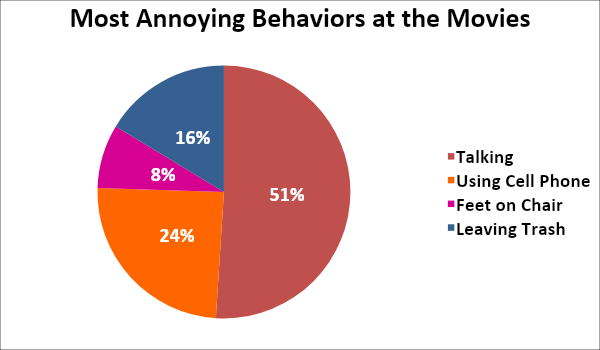 Most Annoying Behaviors at the Movies
16%
8%
51%
24%
Talking
Using Cell Phone
Feet on Chair
Leaving Trash